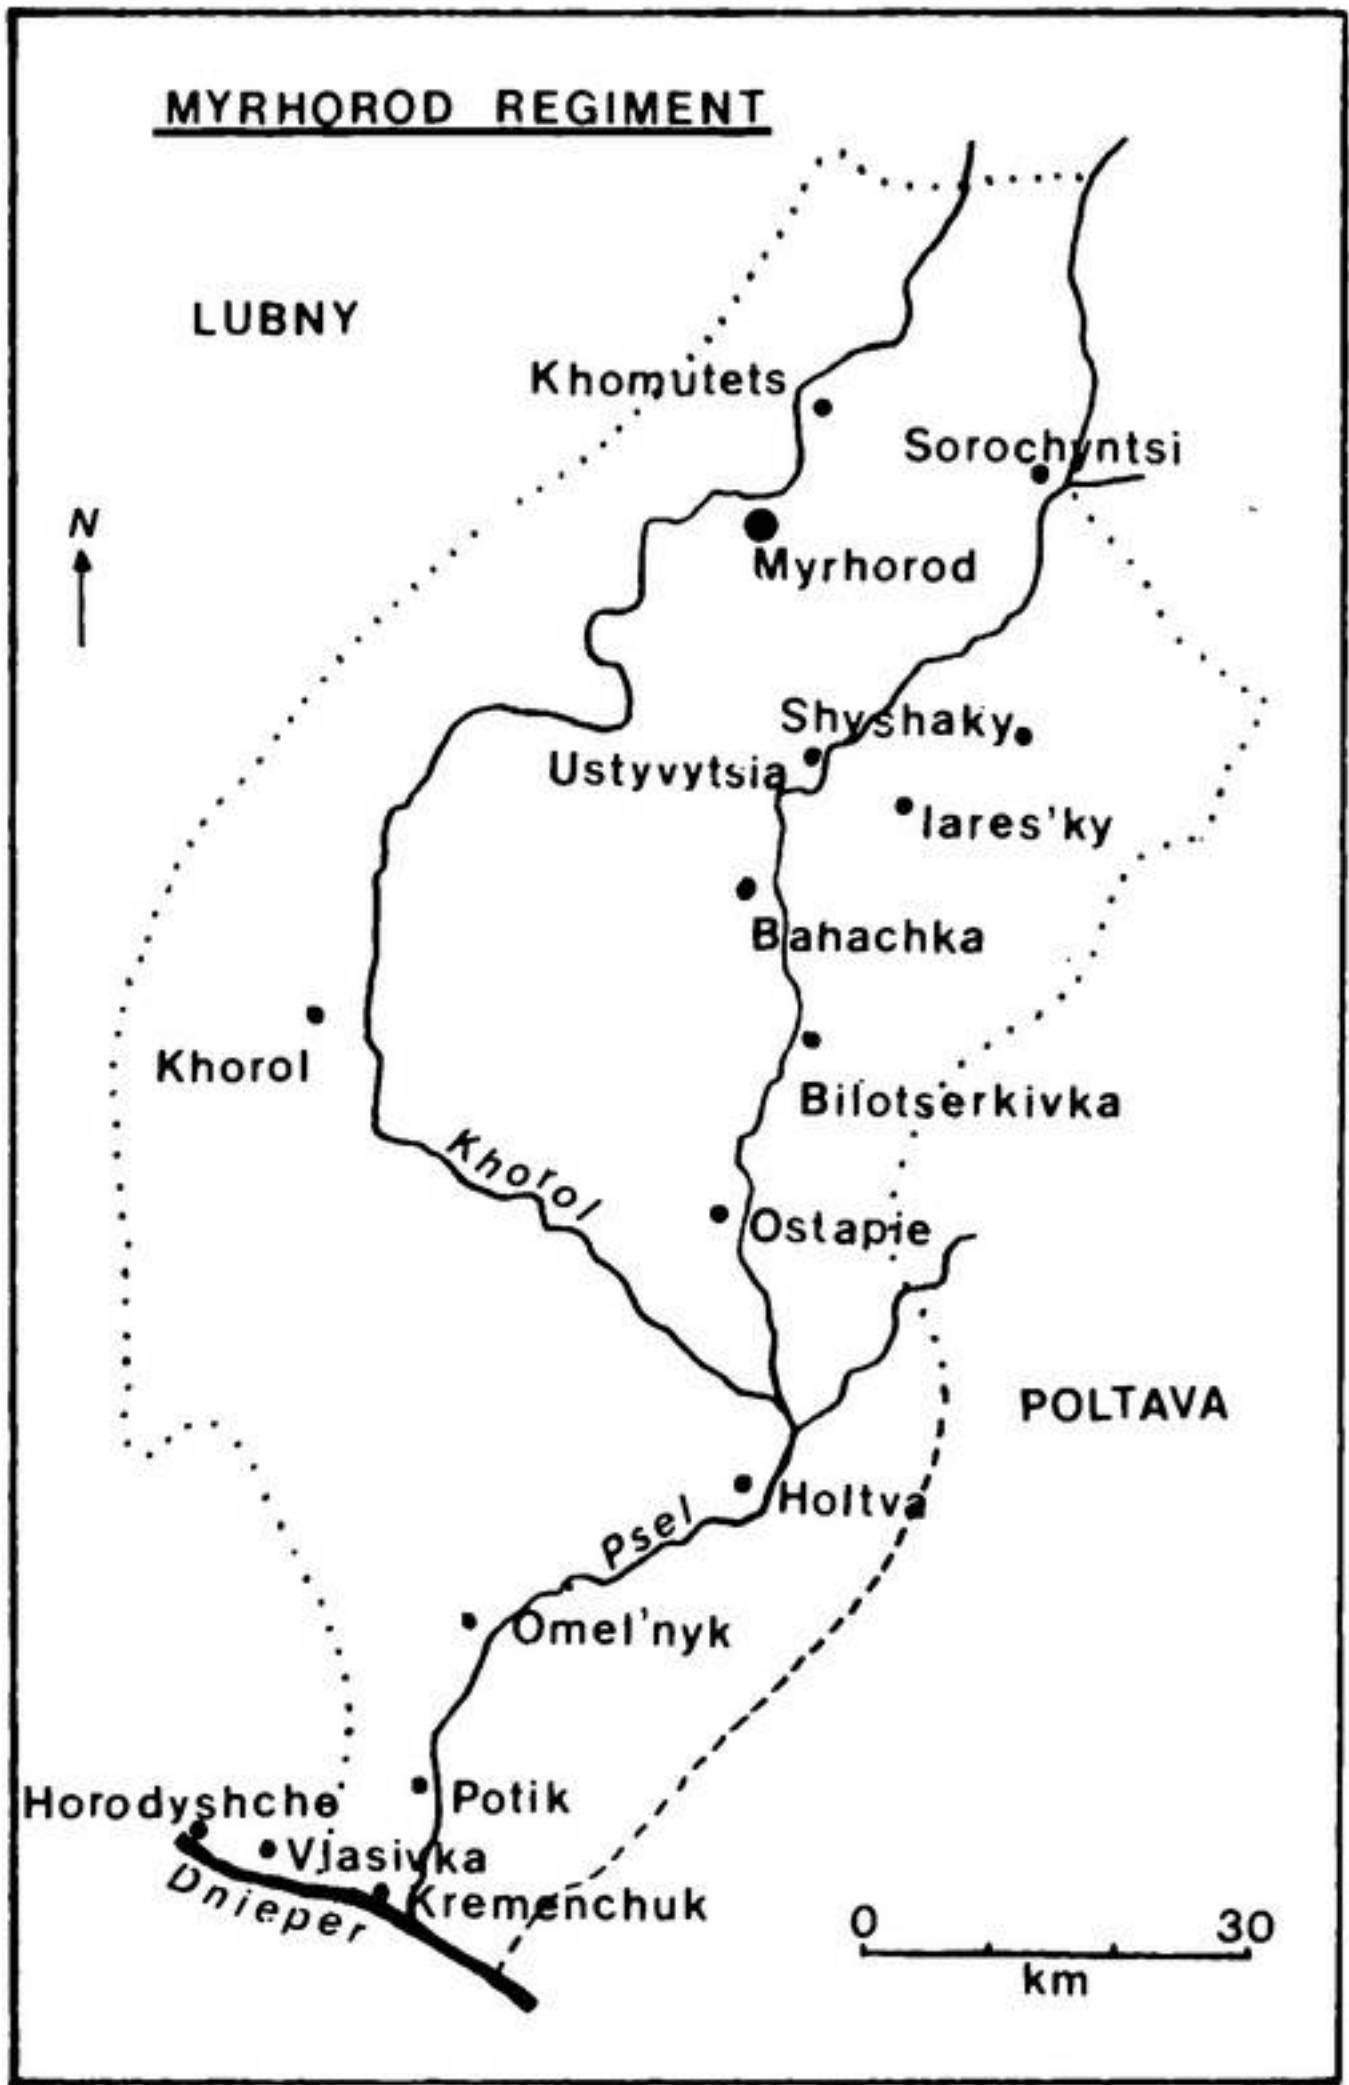 MYRHOROD REGIMENT
LUBNY
Khomutets
Sorochyntsi
N
Myrhorod
Shyshaky
Ustyvytsia
Iares'ky
Bahachka
Khorol
Bilotserkivka
Khorol
Ostapie
POLTAVA
Holtva
Psel
Omel'nyk
Potik
Horodyshche
Vlasivka
Dnieper
Kremenchuk
0 30
km